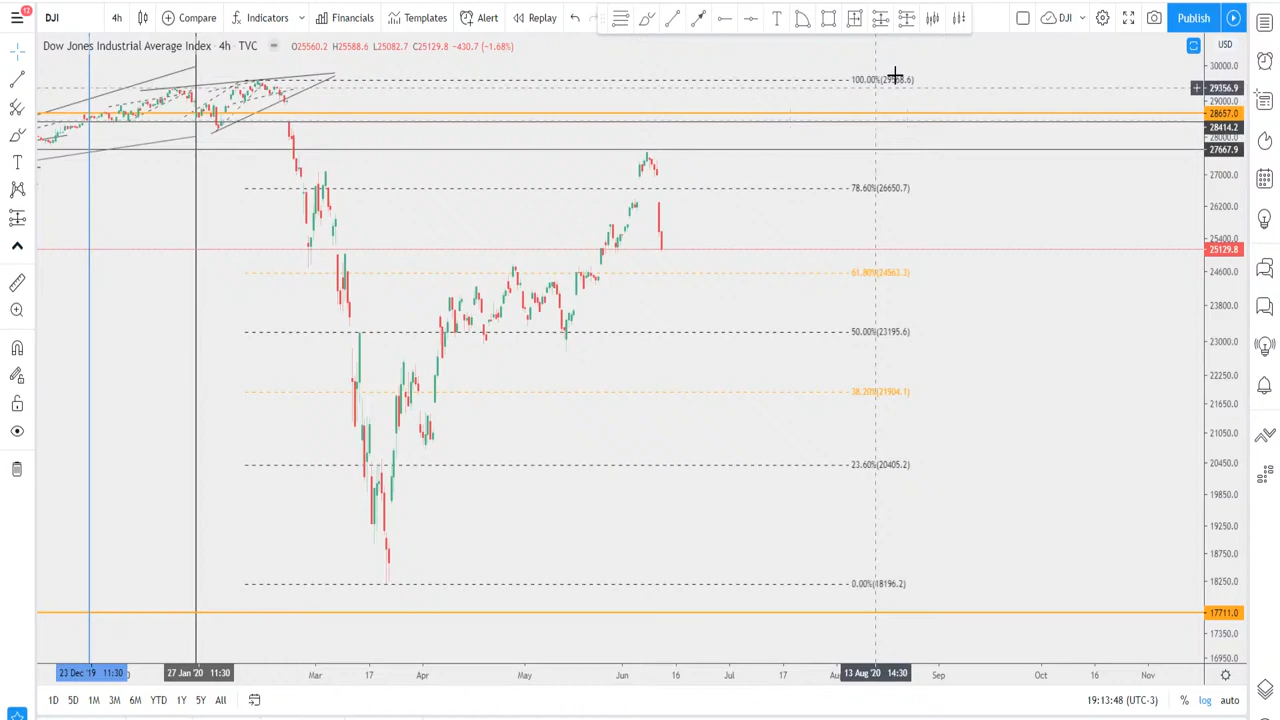 12
DJI
4h
Compare
Indicators
Financials
Templates
Alert
Replay
DJI
Publish
Dow Jones Industrial Average Index · 4h · TVC
O25560.2 H25588.6 L25082.7 C25129.8 −430.7 (−1.68%)
USD
30000.0
29356.9
29000.0
28657.0
28414.2
28000.0
27667.9
27000.0
26200.0
25400.0
25129.8
24600.0
23800.0
23000.0
22250.0
21650.0
21050.0
20450.0
19850.0
19250.0
18750.0
18250.0
17711.0
17350.0
16950.0
78.60%(26650.7)
61.80%(24563.3)
50.00%(23195.6)
38.20%(21904.1)
23.60%(20405.2)
0.00%(18196.2)
23 Dec '19 11:30
27 Jan '20 11:30
Mar
17
Apr
May
Jun
16
Jul
17
13 Aug '20 14:30
Sep
Oct
16
Nov
1D 5D 1M 3M 6M YTD 1Y 5Y All
19:13:48 (UTC-3)
%
log
auto